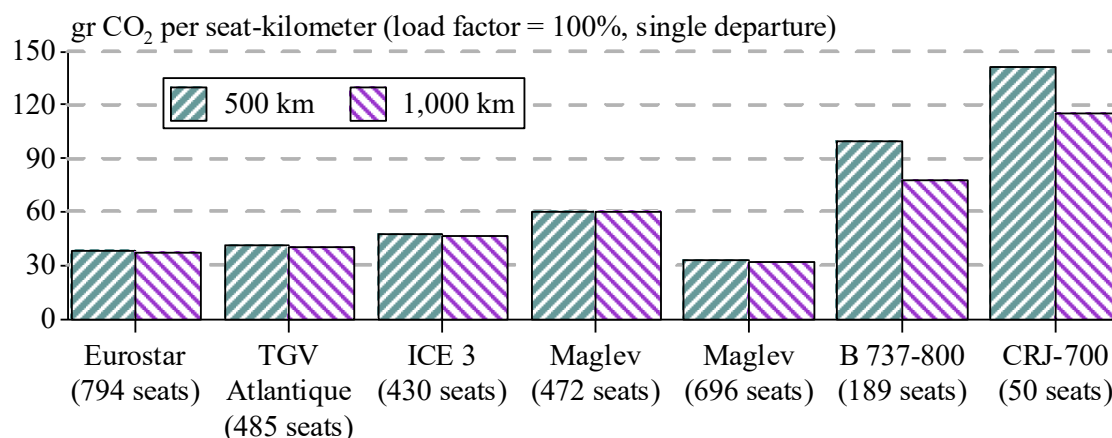 gr CO₂ per seat-kilometer (load factor = 100%, single departure)
150
120
90
60
30
0
500 km
1,000 km
Eurostar
(794 seats)
TGV
Atlantique
(485 seats)
ICE 3
(430 seats)
Maglev
(472 seats)
Maglev
(696 seats)
B 737-800
(189 seats)
CRJ-700
(50 seats)